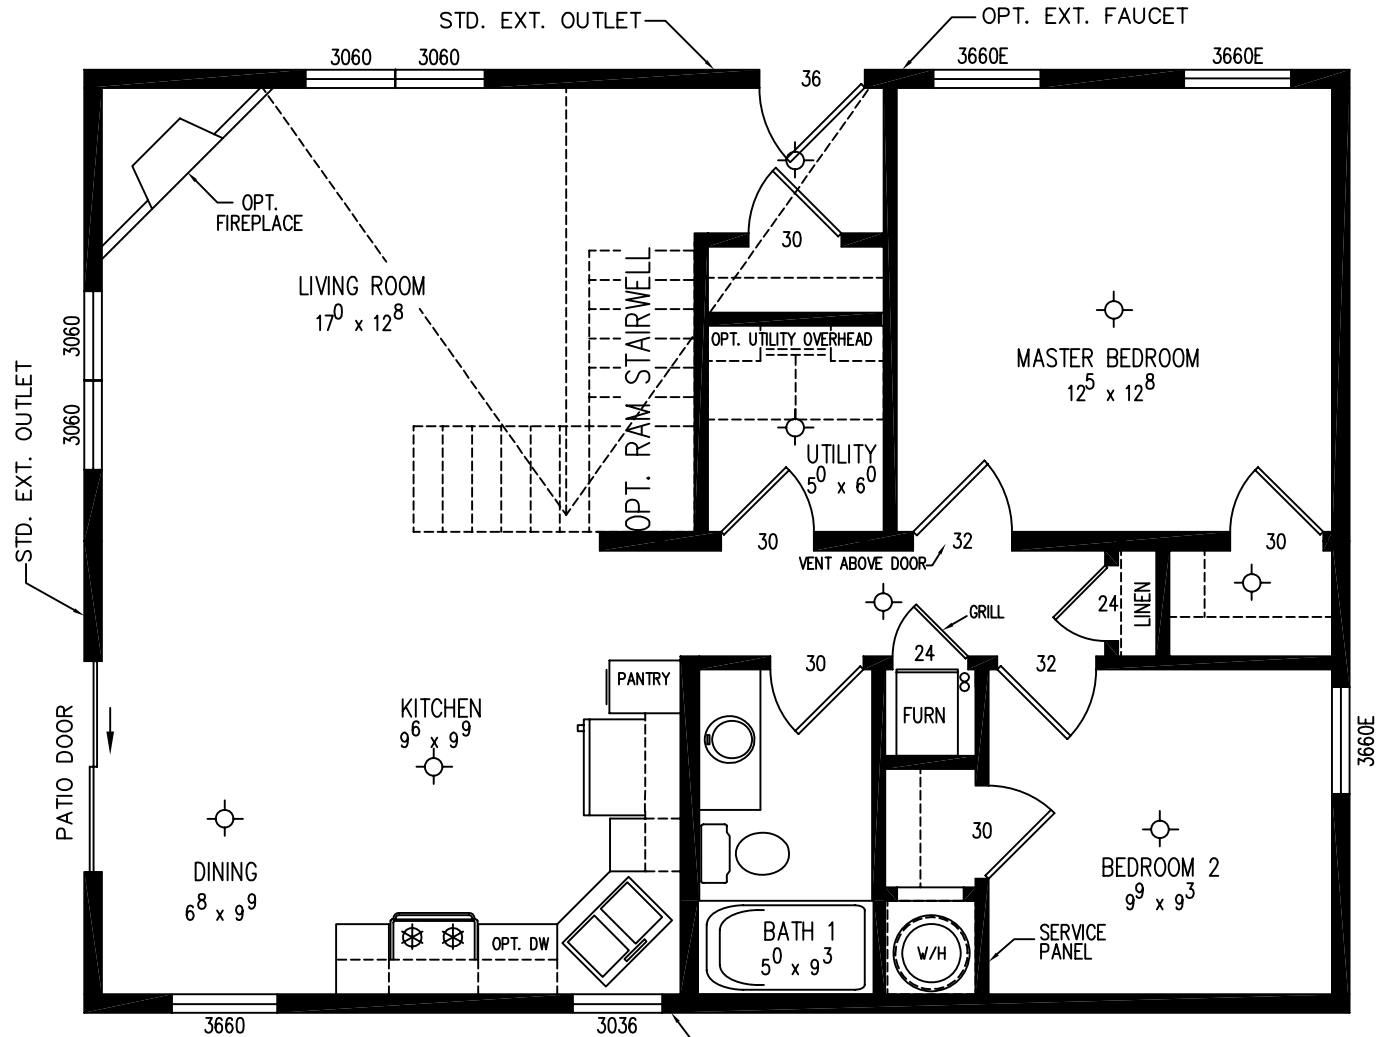 STD. EXT. OUTLET
OPT. EXT. FAUCET
3060
3060
36
3660E
3660E
OPT.
FIREPLACE
30
LIVING ROOM
17⁰ x 12⁸
OPT. RAM STAIRWELL
OPT. UTILITY OVERHEAD
MASTER BEDROOM
12⁵ x 12⁸
3060
3060
STD. EXT. OUTLET
UTILITY
5⁰ x 6⁰
30
32
30
VENT ABOVE DOOR
24
LINEN
GRILL
30
24
32
PANTRY
KITCHEN
9⁶ x 9⁹
FURN
PATIO DOOR
3660E
30
DINING
6⁸ x 9⁹
BEDROOM 2
9⁹ x 9³
OPT. DW
BATH 1
5⁰ x 9³
W/H
SERVICE
PANEL
3660
3036